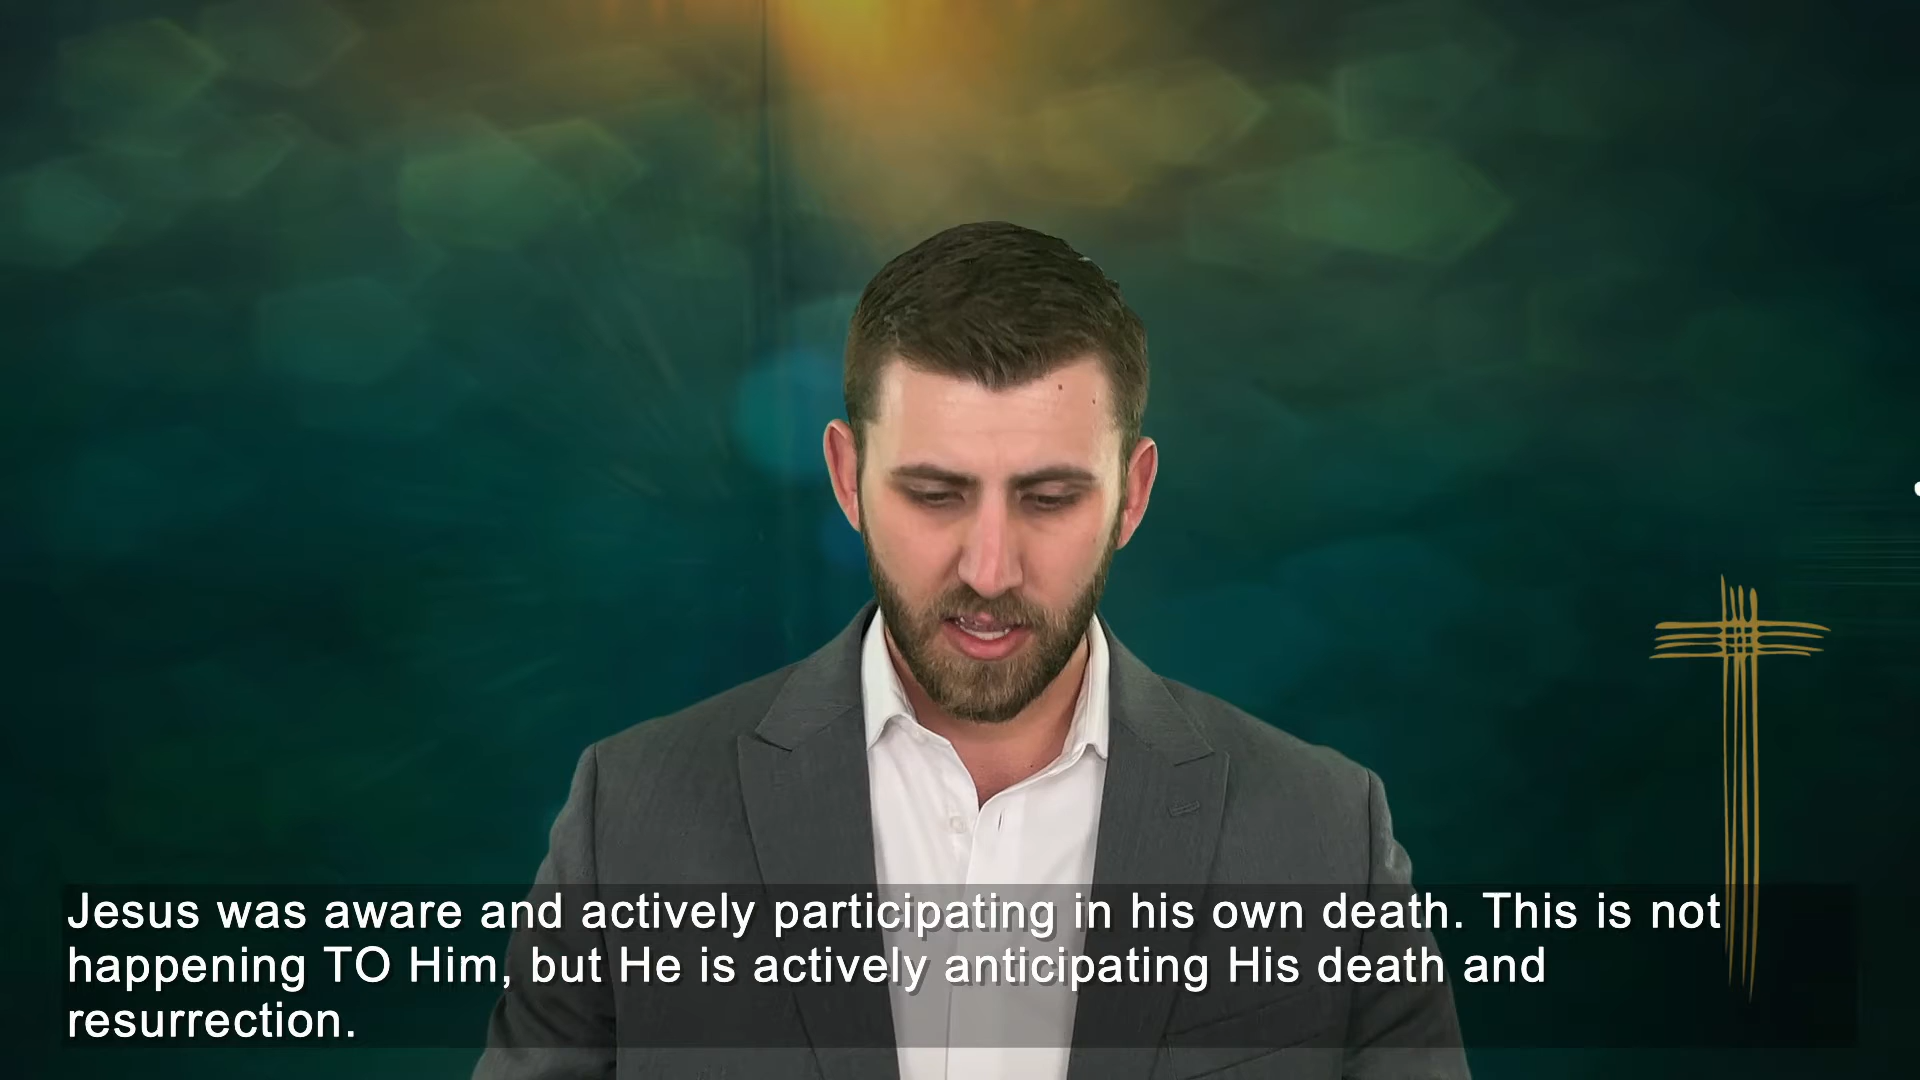 Jesus was aware and actively participating in his own death. This is not
happening TO Him, but He is actively anticipating His death and
resurrection.